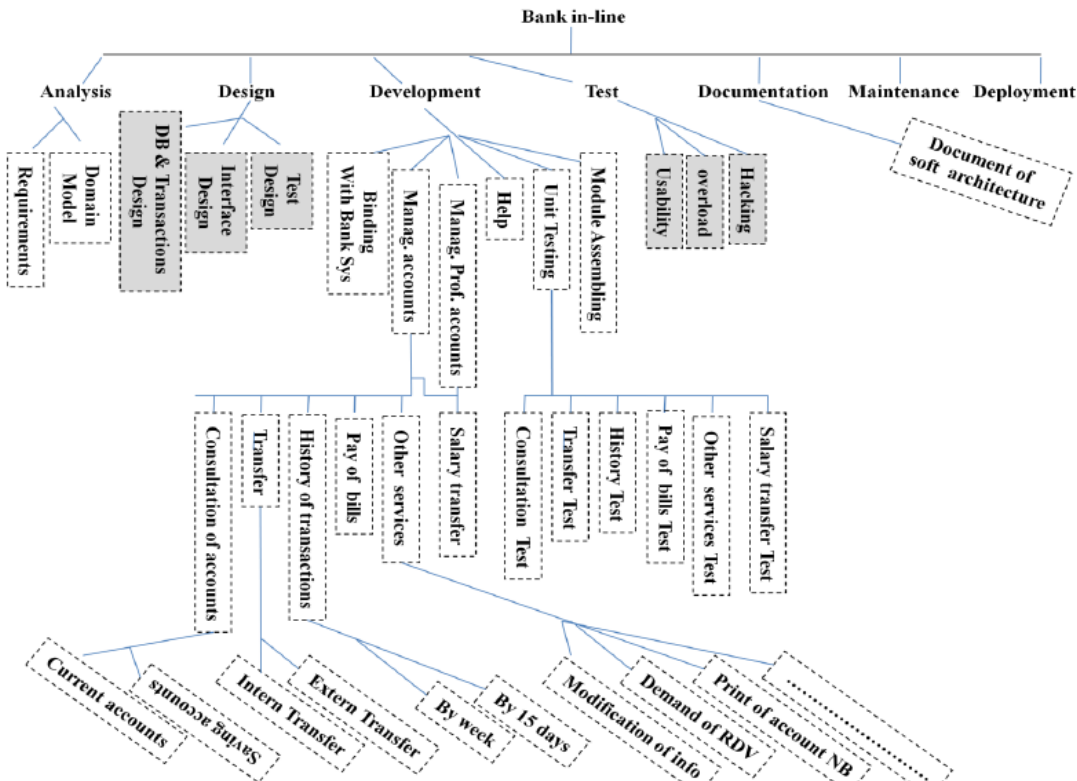 Bank in-line
Analysis
Design
Development
Test
Documentation
Maintenance
Deployment
Requirements
Domain
Model
DB & Transactions
Design
Interface
Design
Test
Design
Binding
With Bank Sys
Manag. accounts
Manag. Prof. accounts
Help
Unit Testing
Module Assembling
Usability
overload
Hacking
Document of
soft architecture
Consultation of accounts
Transfer
History of transactions
Pay of bills
Other services
Salary transfer
Consultation Test
Transfer Test
History Test
Pay of bills Test
Other services Test
Salary transfer Test
Current accounts
Saving acconuts
Intern Transfer
Extern Transfer
By week
By 15 days
Modification of info
Demand of RDV
Print of account NB
....................